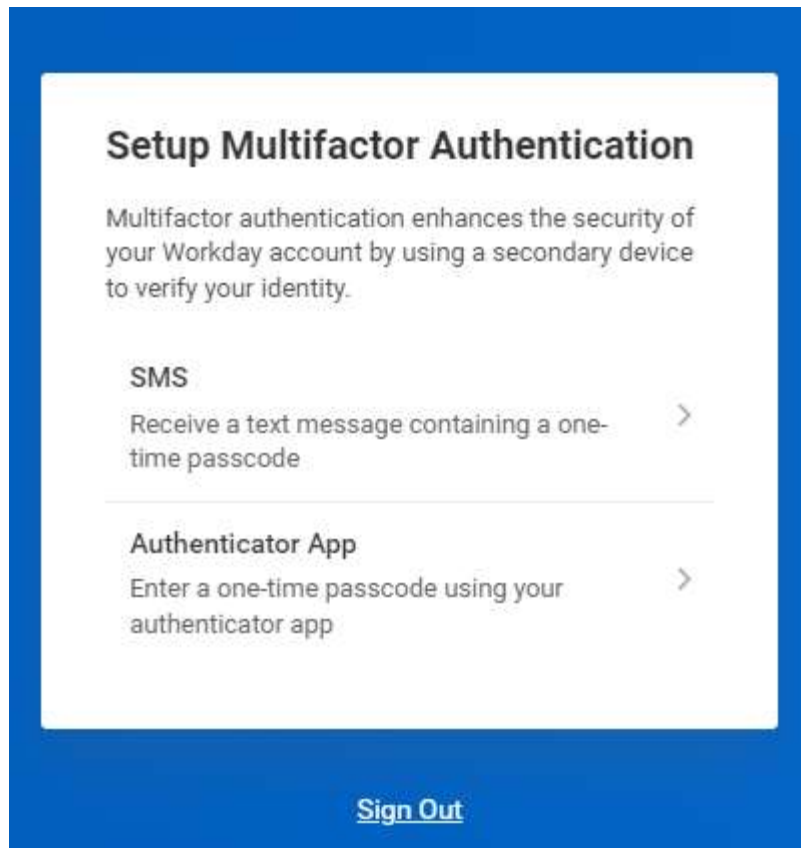 Setup Multifactor Authentication
Multifactor authentication enhances the security of
your Workday account by using a secondary device
to verify your identity.
SMS
Receive a text message containing a one-
time passcode
Authenticator App
Enter a one-time passcode using your
authenticator app
Sign Out